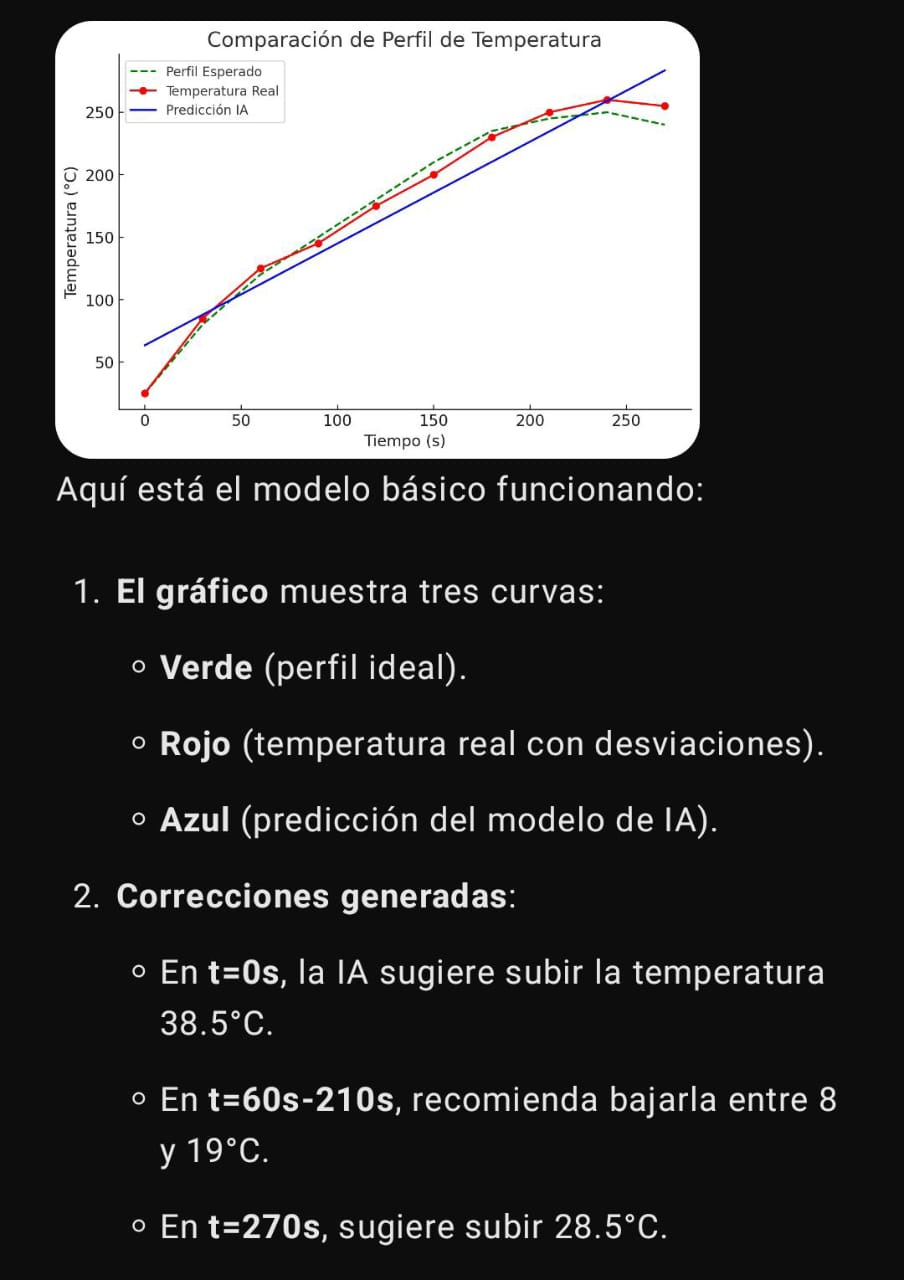 Comparación de Perfil de Temperatura
Perfil Esperado
Temperatura Real
Predicción IA
Temperatura (°C)
250
200
150
100
50
0 50 100 150 200 250
Tiempo (s)
Aquí está el modelo básico funcionando:
1. El gráfico muestra tres curvas:
Verde (perfil ideal).
Rojo (temperatura real con desviaciones).
Azul (predicción del modelo de IA).
2. Correcciones generadas:
En t=0s, la IA sugiere subir la temperatura
38.5°C.
En t=60s-210s, recomienda bajarla entre 8
y 19°C.
En t=270s, sugiere subir 28.5°C.